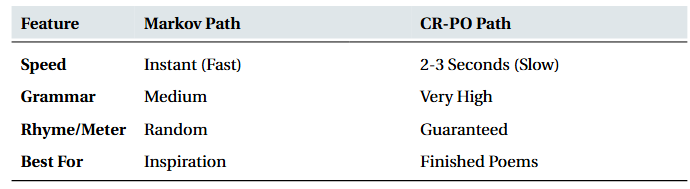 Feature Markov Path CR-PO Path
Speed Instant (Fast) 2-3 Seconds (Slow)
Grammar Medium Very High
Rhyme/Meter Random Guaranteed
Best For Inspiration Finished Poems